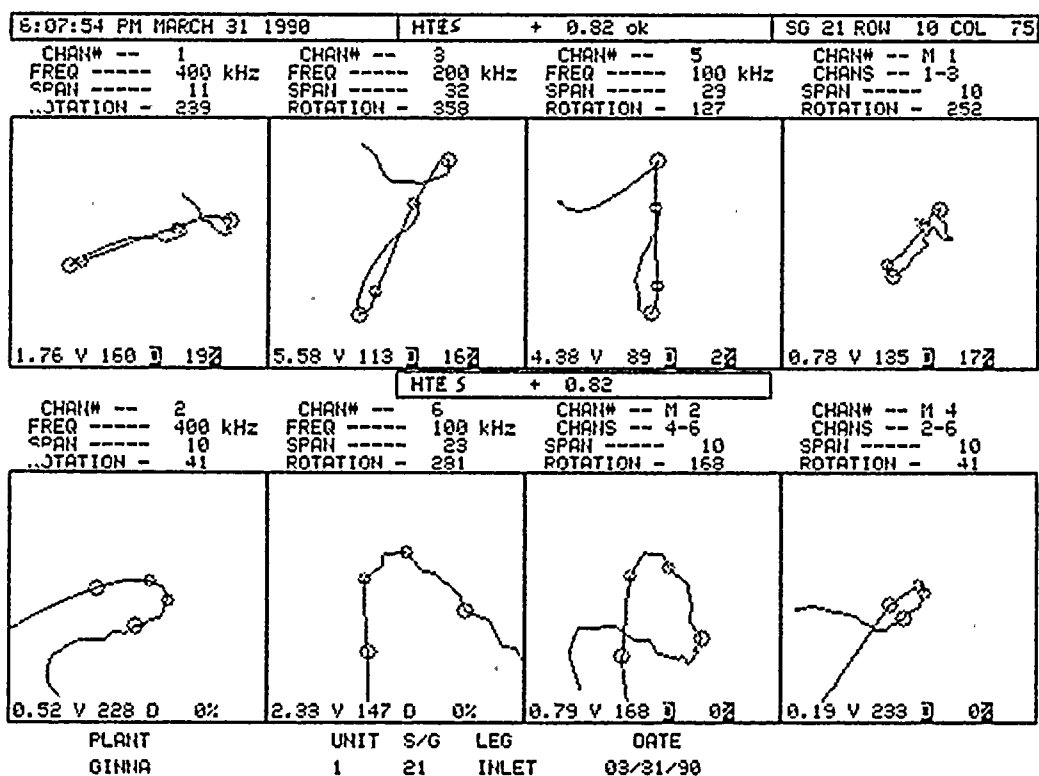 6:07:54 PM MARCH 31 1990 HTES + 0.82 ok SG 21 ROW 10 COL 75
CHAN# -- 1 CHAN# -- 3 CHAN# -- 5 CHAN# -- M 1
FREQ ----- 400 kHz FREQ ----- 200 kHz FREQ ----- 100 kHz CHANS -- 1-3
SPAN ----- 11 SPAN ----- 32 SPAN ----- 29 SPAN ----- 10
OTATION - 239 ROTATION - 358 ROTATION - 127 ROTATION - 252
1.76 V 160 D 19% 5.58 V 113 D 16% 4.38 V 89 D 2% 0.78 V 135 D 17%
HTE S + 0.82
CHAN# -- 2 CHAN# -- 6 CHAN# -- M 2 CHAN# -- M 4
FREQ ----- 400 kHz FREQ ----- 100 kHz CHANS -- 4-6 CHANS -- 2-6
SPAN ----- 10 SPAN ----- 23 SPAN ----- 10 SPAN ----- 10
OTATION - 41 ROTATION - 281 ROTATION - 168 ROTATION - 41
0.52 V 228 D 0% 2.33 V 147 D 0% 0.79 V 168 D 0% 0.19 V 233 D 0%
PLANT UNIT S/G LEG DATE
GINNA 1 21 INLET 03/31/90